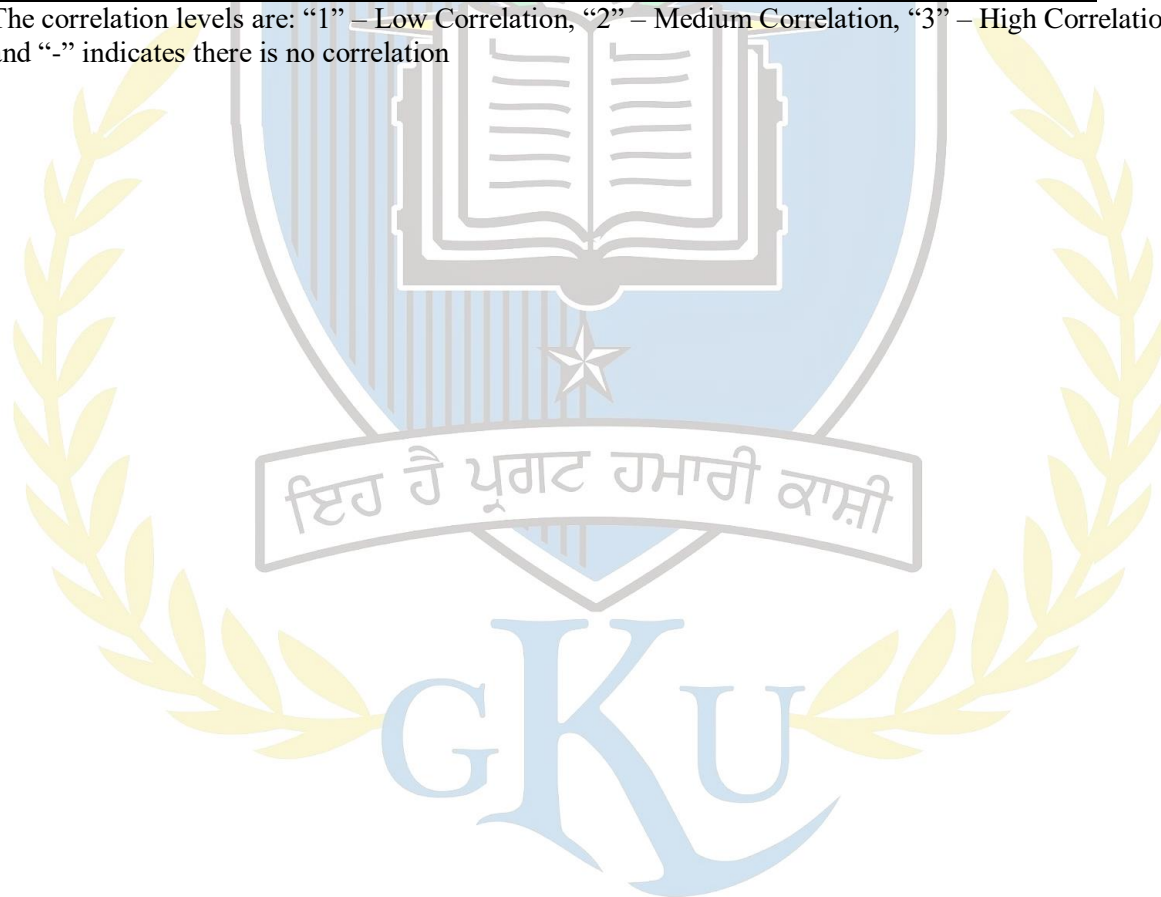 The correlation levels are: “1” – Low Correlation, “2” – Medium Correlation, “3” – High Correlatio
and “-” indicates there is no correlation
ਇਹ ਹੈ ਪ੍ਰਗਟ ਹਮਾਰੀ ਕਾਸ਼ੀ
GKU